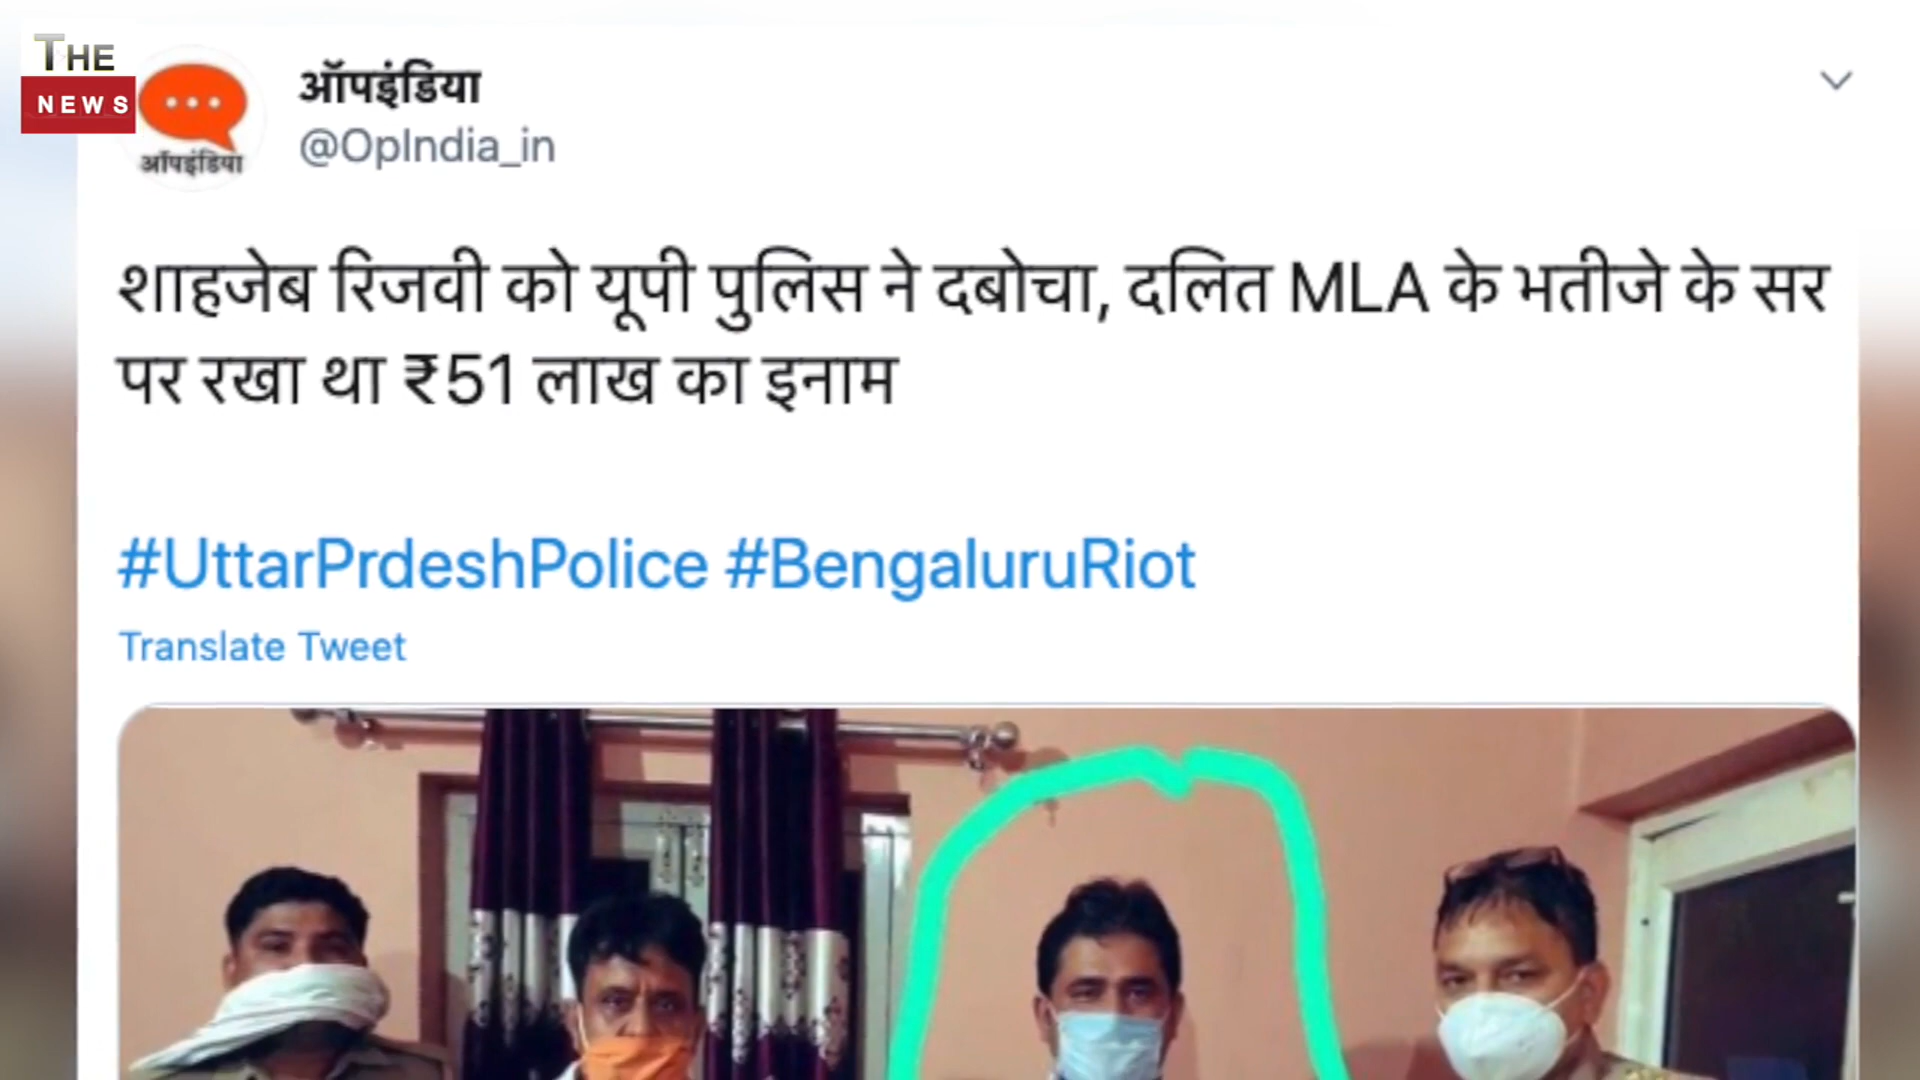 THE
NEWS
ऑपइंडिया
ऑपइंडिया
@OpIndia_in
शाहजेब रिजवी को यूपी पुलिस ने दबोचा, दलित MLA के भतीजे के सर
पर रखा था ₹51 लाख का इनाम
#UttarPrdeshPolice #BengaluruRiot
Translate Tweet